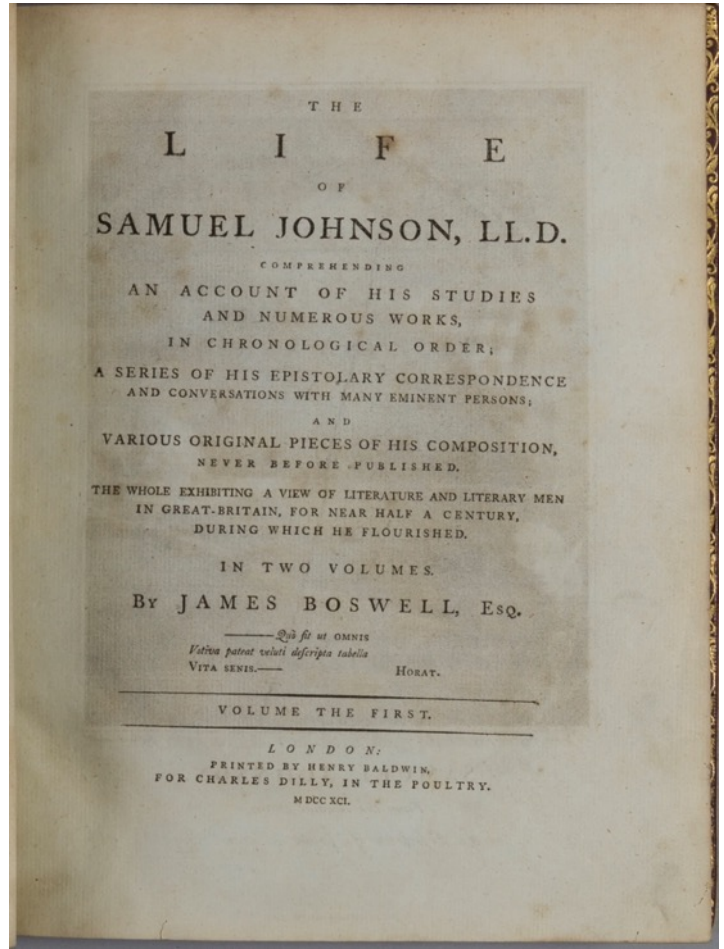 THE
LIFE
OF
SAMUEL JOHNSON, LL.D.
COMPREHENDING
AN ACCOUNT OF HIS STUDIES
AND NUMEROUS WORKS,
IN CHRONOLOGICAL ORDER;
A SERIES OF HIS EPISTOLARY CORRESPONDENCE
AND CONVERSATIONS WITH MANY EMINENT PERSONS;
AND
VARIOUS ORIGINAL PIECES OF HIS COMPOSITION,
NEVER BEFORE PUBLISHED.
THE WHOLE EXHIBITING A VIEW OF LITERATURE AND LITERARY MEN
IN GREAT-BRITAIN, FOR NEAR HALF A CENTURY,
DURING WHICH HE FLOURISHED.
IN TWO VOLUMES.
BY JAMES BOSWELL, ESQ.
——Quò fit ut OMNIS
Votiva pateat veluti deſcripta tabella
VITA SENIS.—— HORAT.
VOLUME THE FIRST.
LONDON:
PRINTED BY HENRY BALDWIN,
FOR CHARLES DILLY, IN THE POULTRY.
M DCC XCI.